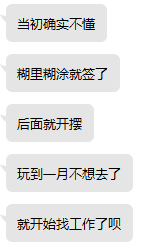 当初确实不懂
糊里糊涂就签了
后面就开摆
玩到一月不想去了
就开始找工作了呗